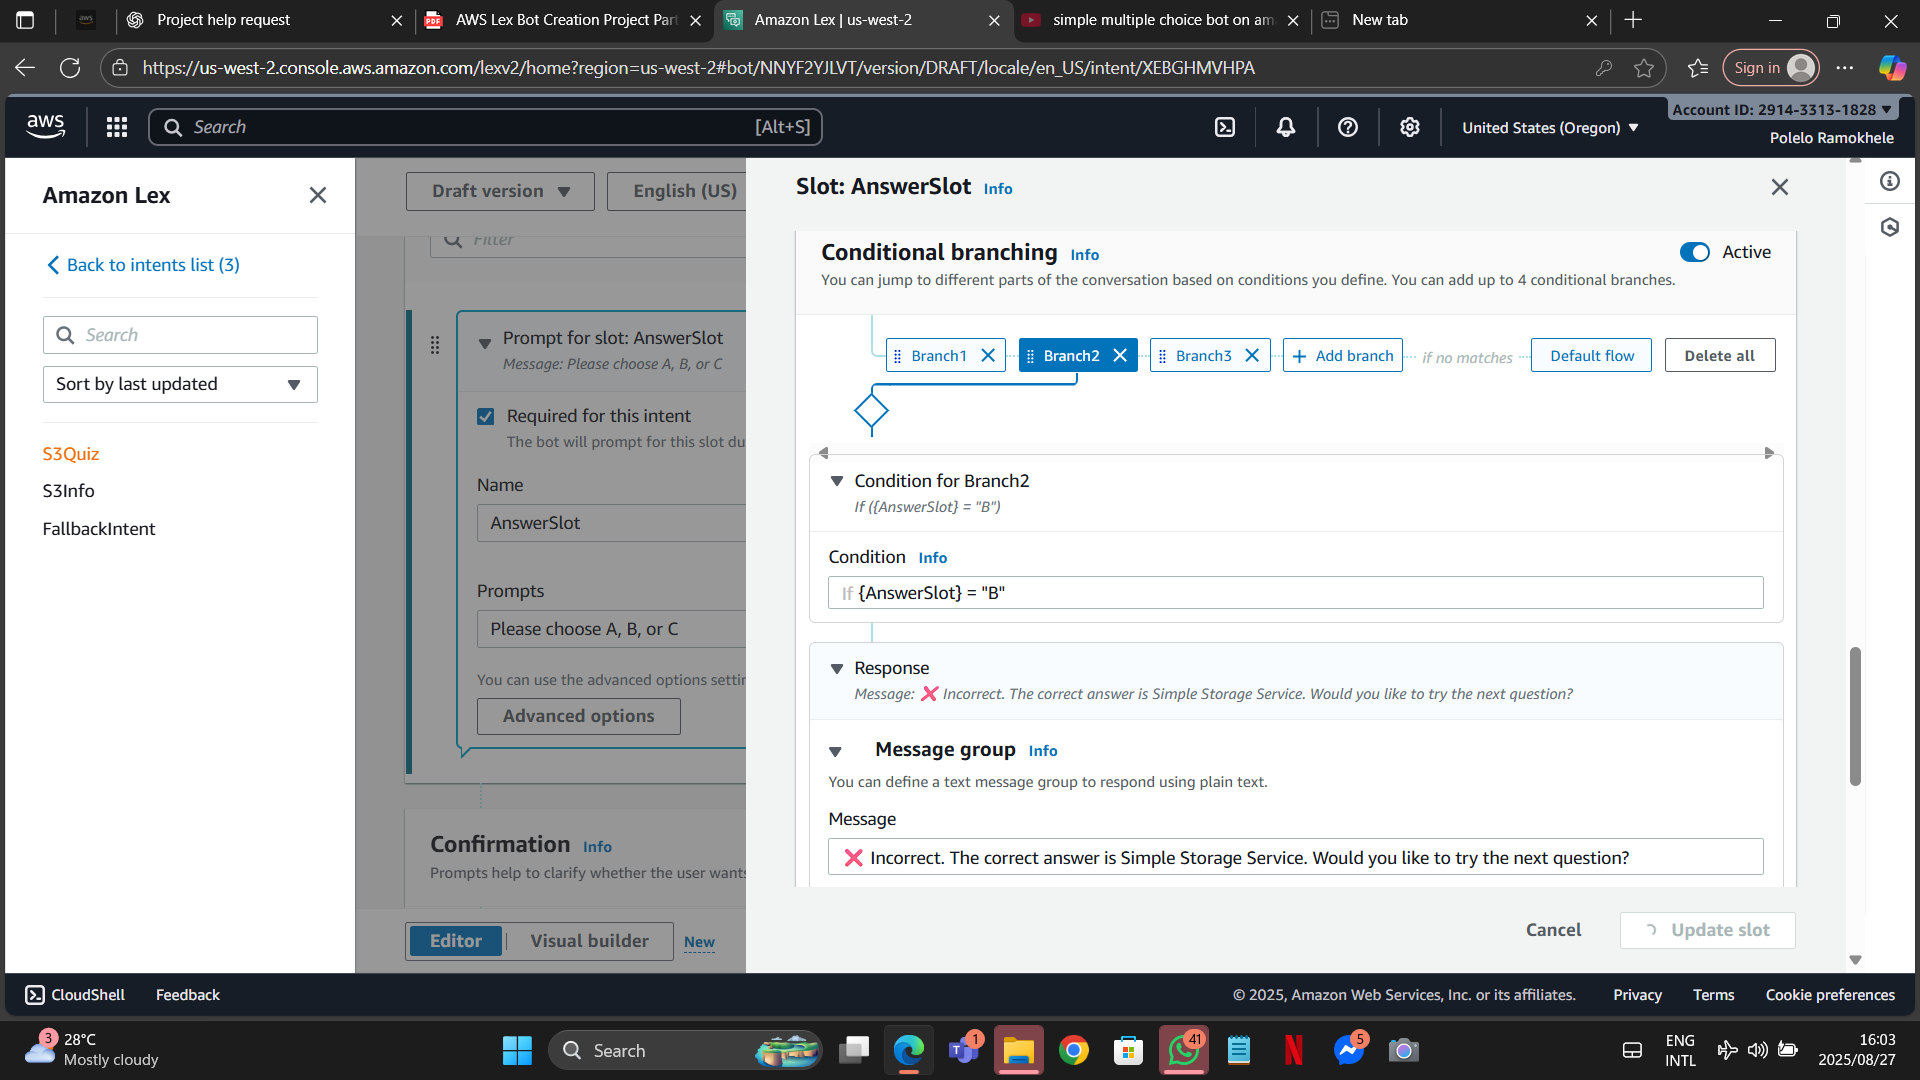 Project help request
AWS Lex Bot Creation Project Part
Amazon Lex | us-west-2
simple multiple choice bot on am
New tab
https://us-west-2.console.aws.amazon.com/lexv2/home?region=us-west-2#bot/NNYF2YJLVT/version/DRAFT/locale/en_US/intent/XEBGHMVHPA
Sign in
aws
Search
[Alt+S]
United States (Oregon)
Account ID: 2914-3313-1828
Polelo Ramokhele
Amazon Lex
Back to intents list (3)
Search
Sort by last updated
S3Quiz
S3Info
FallbackIntent
Draft version
English (US)
Filter
Prompt for slot: AnswerSlot
Message: Please choose A, B, or C
Required for this intent
The bot will prompt for this slot du
Name
AnswerSlot
Prompts
Please choose A, B, or C
You can use the advanced options settin
Advanced options
Confirmation Info
Prompts help to clarify whether the user wants
Editor
Visual builder
New
Slot: AnswerSlot Info
Conditional branching Info
Active
You can jump to different parts of the conversation based on conditions you define. You can add up to 4 conditional branches.
Branch1
Branch2
Branch3
Add branch
if no matches
Default flow
Delete all
Condition for Branch2
If ({AnswerSlot} = "B")
Condition Info
If {AnswerSlot} = "B"
Response
Message: ❌ Incorrect. The correct answer is Simple Storage Service. Would you like to try the next question?
Message group Info
You can define a text message group to respond using plain text.
Message
❌ Incorrect. The correct answer is Simple Storage Service. Would you like to try the next question?
Cancel
Update slot
CloudShell
Feedback
© 2025, Amazon Web Services, Inc. or its affiliates.
Privacy
Terms
Cookie preferences
3
28°C
Mostly cloudy
Search
1
41
5
ENG
INTL
16:03
2025/08/27